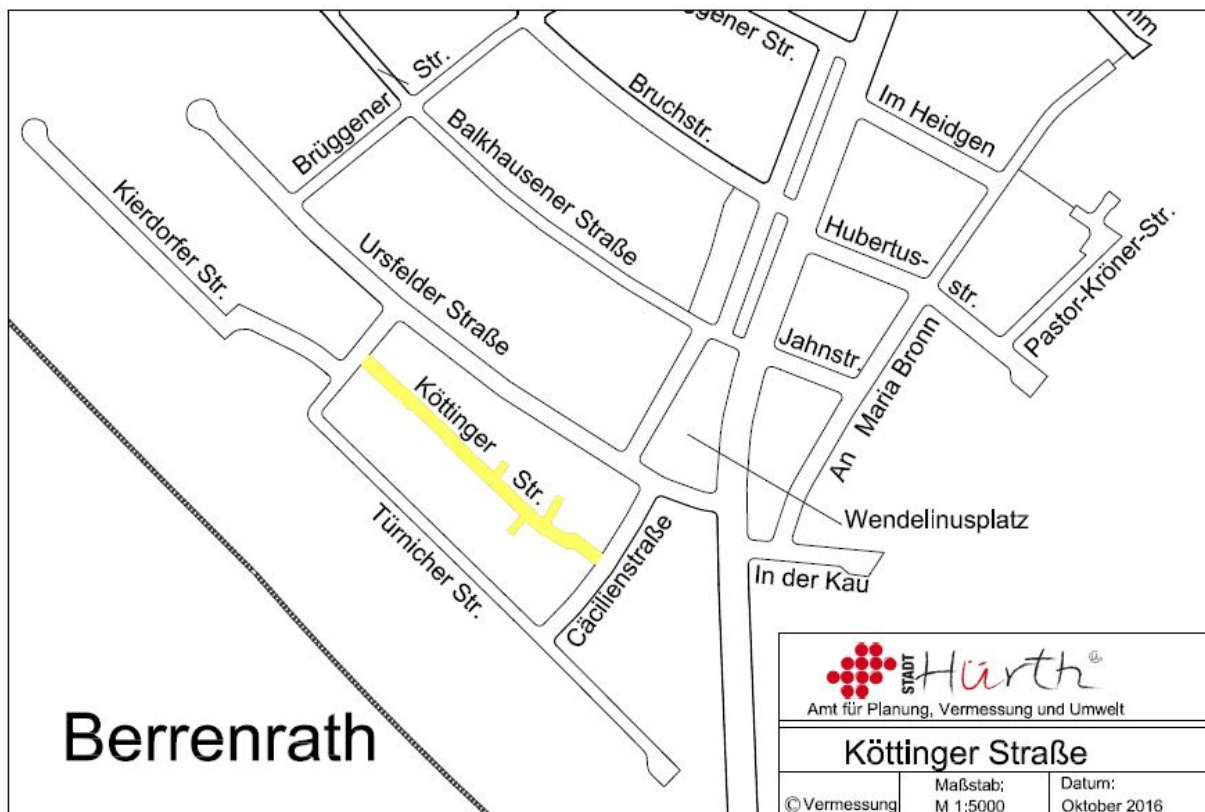 ggener Str.
Brüggener Str.
Bruchstr.
Im Heidgen
Balkhausener Straße
Kierdorfer Str.
Hubertus-
str.
Pastor-Kröner-Str.
Ursfelder Straße
Jahnstr.
An Maria Bronn
Köttinger Str.
Wendelinusplatz
Türnicher Str.
Cäcilienstraße
In der Kau
Berrenrath
STADT Hürth
Amt für Planung, Vermessung und Umwelt
Köttinger Straße
© Vermessung
Maßstab;
M 1:5000
Datum:
Oktober 2016